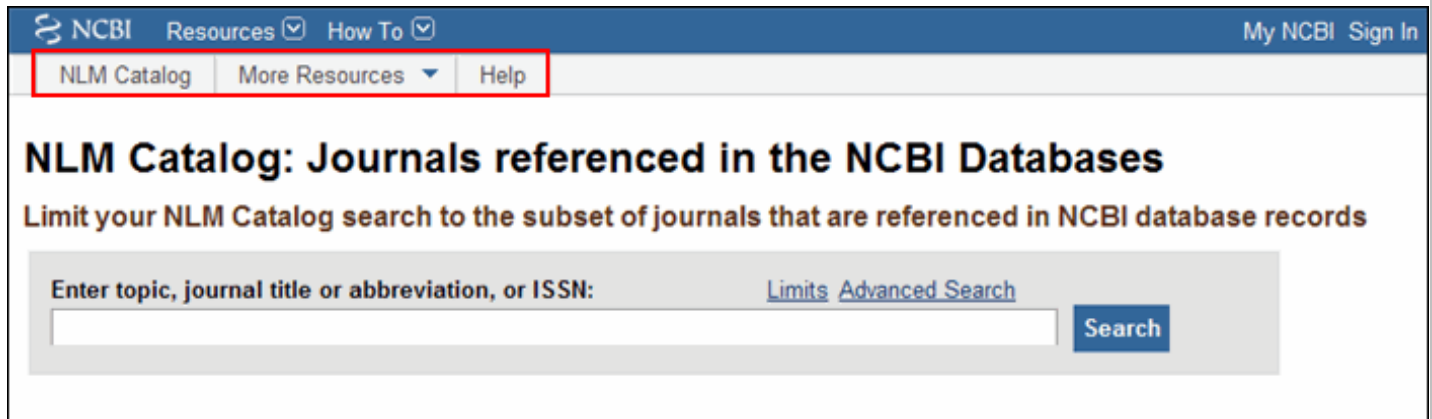 NCBI Resources How To My NCBI Sign In
NLM Catalog More Resources Help
NLM Catalog: Journals referenced in the NCBI Databases
Limit your NLM Catalog search to the subset of journals that are referenced in NCBI database records
Enter topic, journal title or abbreviation, or ISSN: Limits Advanced Search
Search